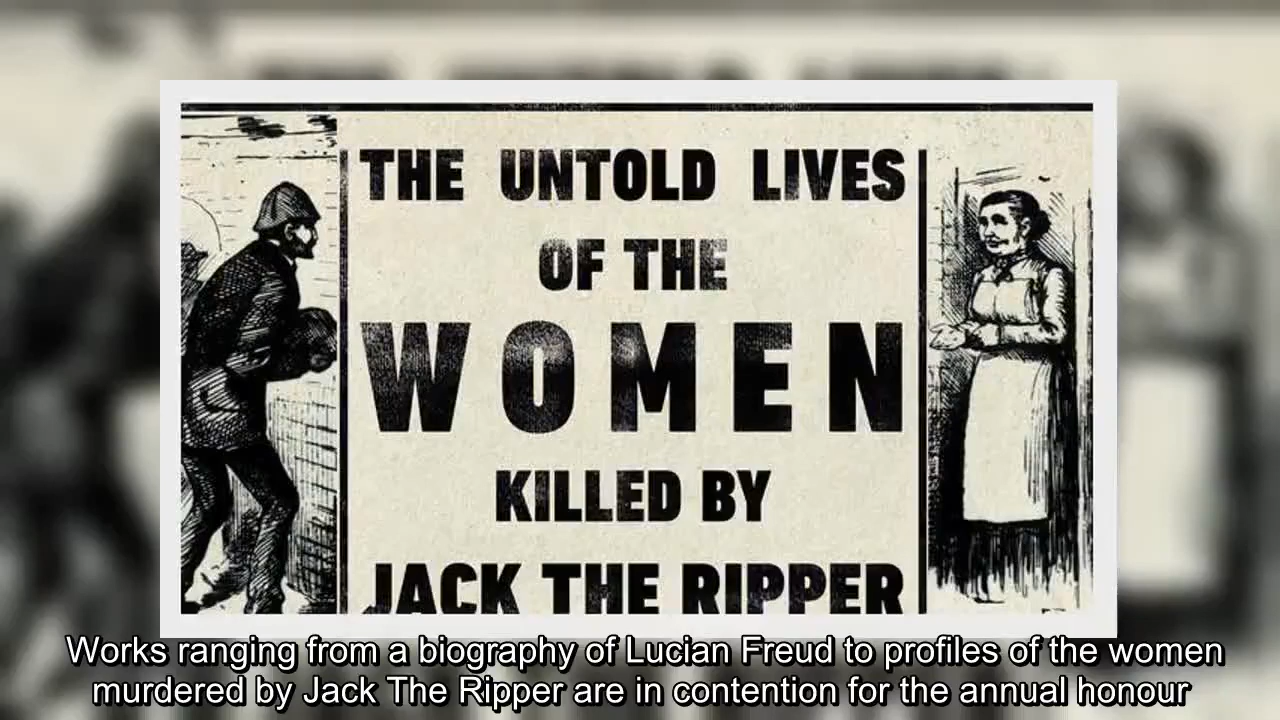 THE UNTOLD LIVES
OF THE
WOMEN
KILLED BY
JACK THE RIPPER
Works ranging from a biography of Lucian Freud to profiles of the women
murdered by Jack The Ripper are in contention for the annual honour